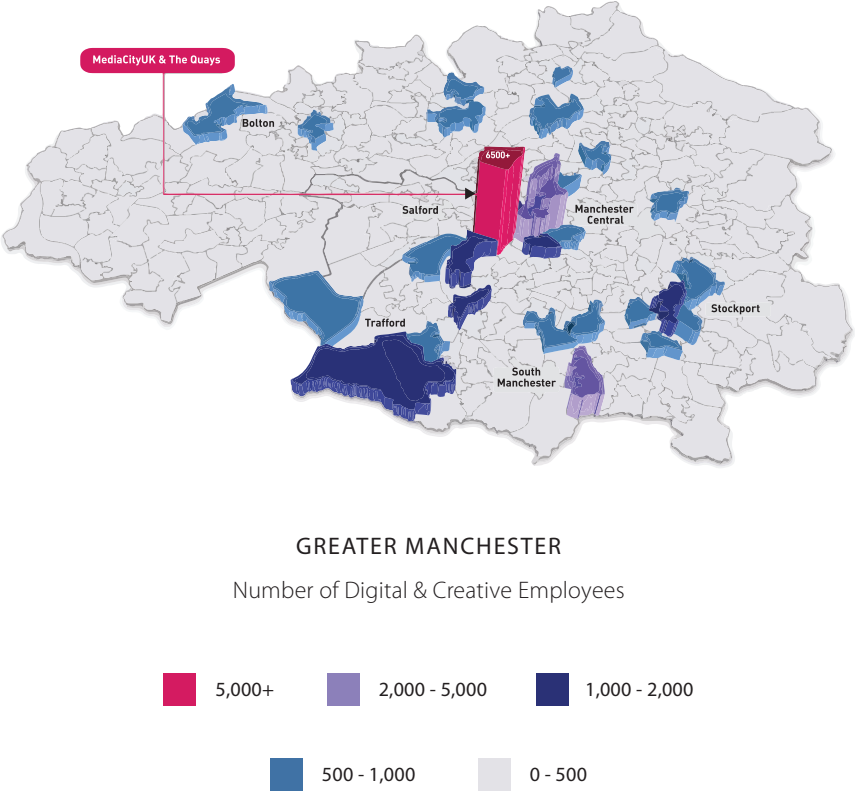 MediaCityUK & The Quays
Bolton
6500+
Salford
Manchester
Central
Stockport
Trafford
South
Manchester
GREATER MANCHESTER
Number of Digital & Creative Employees
5,000+
2,000 - 5,000
1,000 - 2,000
500 - 1,000
0 - 500